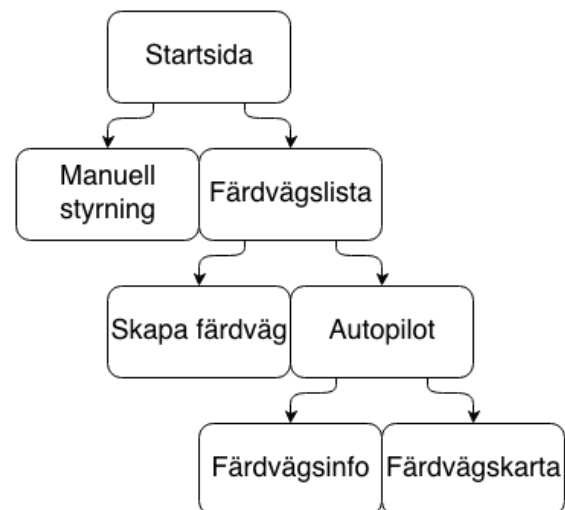 Startsida
Manuell
styrning
Färdvägslista
Skapa färdväg
Autopilot
Färdvägsinfo
Färdvägskarta